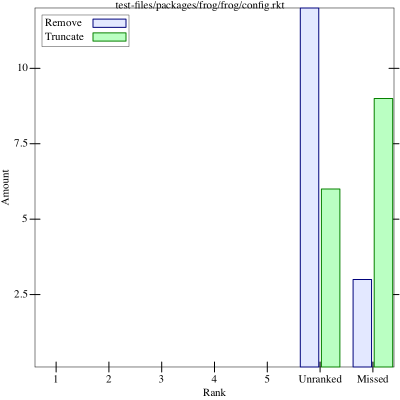 test-files/packages/frog/frog/config.rkt
Remove
Truncate
10
7.5
5
2.5
Amount
1 2 3 4 5 Unranked Missed
Rank